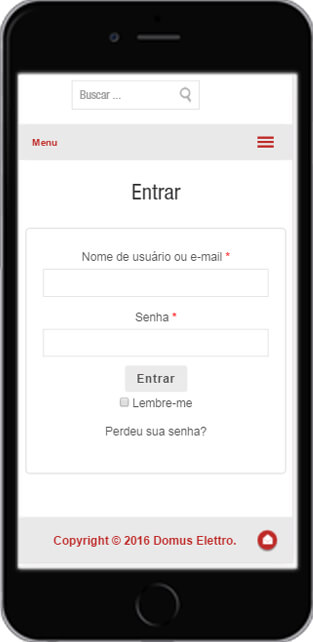 Buscar ...
Menu
Entrar
Nome de usuário ou e-mail *
Senha *
Entrar
Lembre-me
Perdeu sua senha?
Copyright © 2016 Domus Elettro.